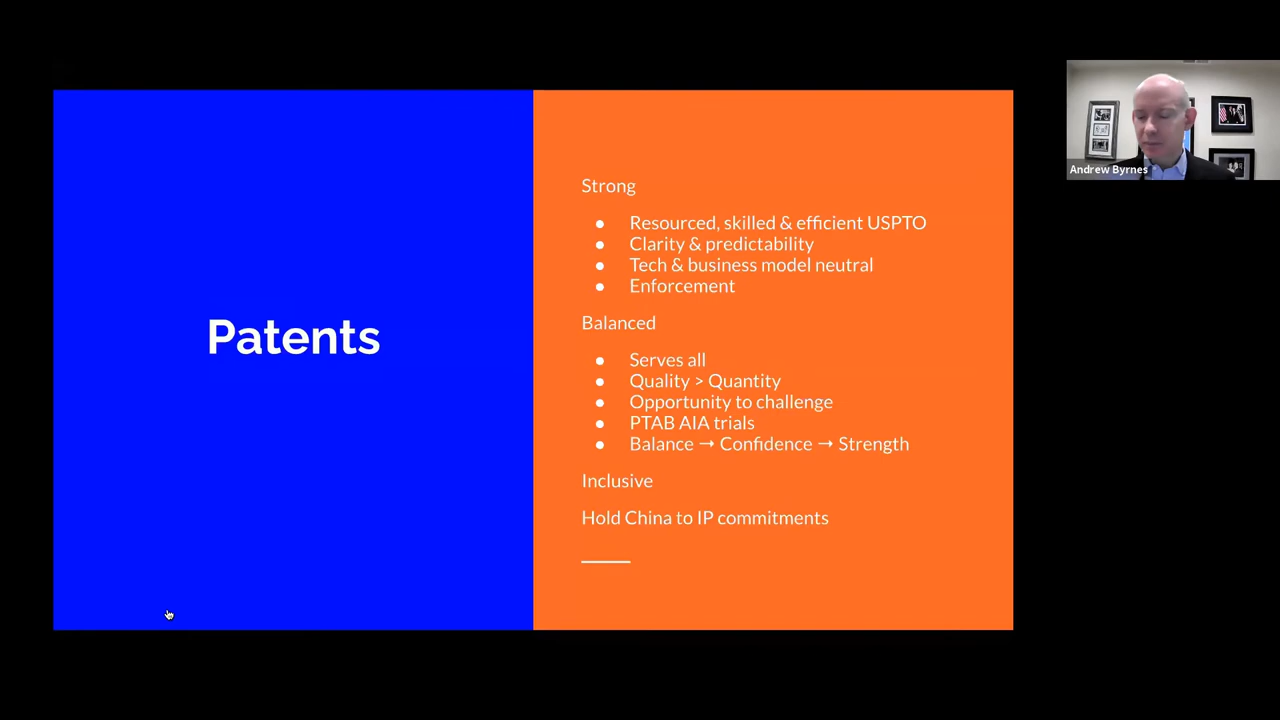 Patents
Strong
● Resourced, skilled & efficient USPTO
● Clarity & predictability
● Tech & business model neutral
● Enforcement
Balanced
● Serves all
● Quality > Quantity
● Opportunity to challenge
● PTAB AIA trials
● Balance → Confidence → Strength
Inclusive
Hold China to IP commitments
Andrew Byrnes